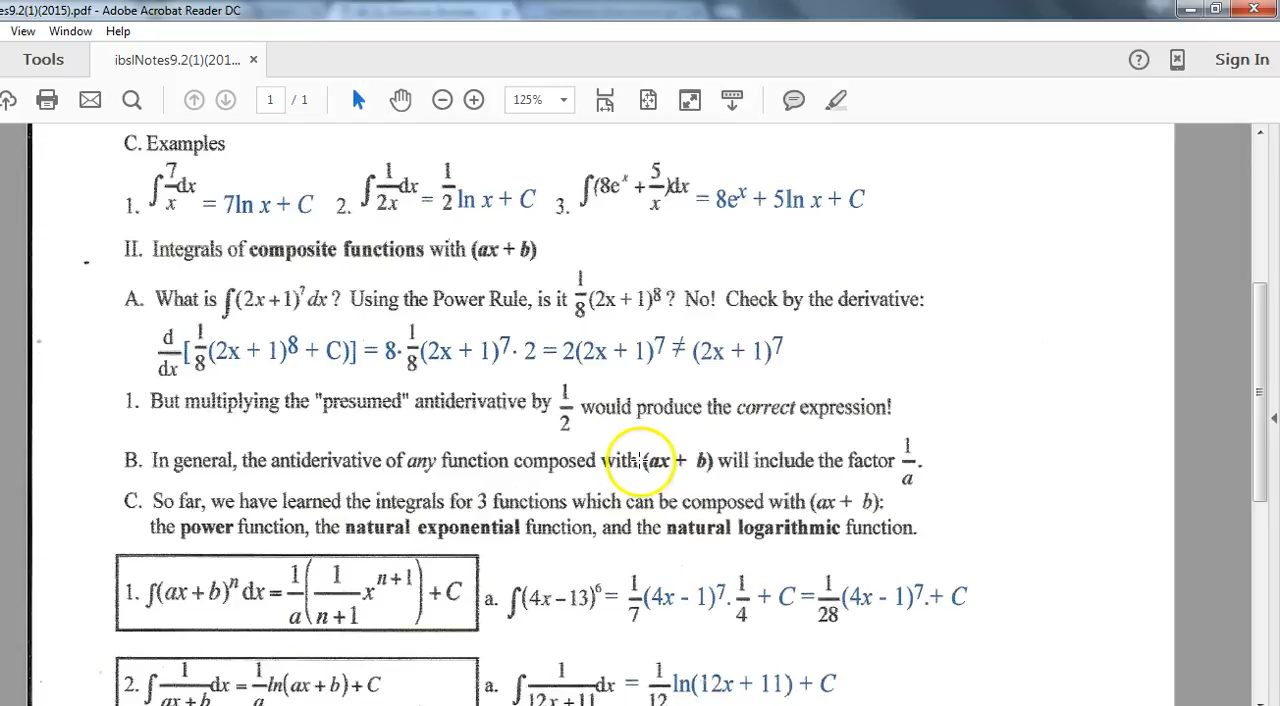 es9.2(1)(2015).pdf - Adobe Acrobat Reader DC
View Window Help
Tools ibslNotes9.2(1)(201... × Sign In
1 / 1 125%
C. Examples
1. ∫ 7/x dx = 7ln x + C 2. ∫ 1/2x dx = 1/2 ln x + C 3. ∫(8eˣ + 5/x)dx = 8eˣ + 5ln x + C
II. Integrals of composite functions with (ax + b)
A. What is ∫(2x+1)⁷ dx ? Using the Power Rule, is it 1/8 (2x + 1)⁸ ? No! Check by the derivative:
d/dx [1/8 (2x + 1)⁸ + C)] = 8· 1/8 (2x + 1)⁷ · 2 = 2(2x + 1)⁷ ≠ (2x + 1)⁷
1. But multiplying the "presumed" antiderivative by 1/2 would produce the correct expression!
B. In general, the antiderivative of any function composed with (ax + b) will include the factor 1/a.
C. So far, we have learned the integrals for 3 functions which can be composed with (ax + b):
the power function, the natural exponential function, and the natural logarithmic function.
1. ∫(ax + b)ⁿ dx = 1/a (1/n+1 xⁿ⁺¹) + C a. ∫(4x – 13)⁶ = 1/7 (4x - 1)⁷. 1/4 + C = 1/28 (4x - 1)⁷.+ C
2. ∫ 1/ax + b dx = 1/a ln(ax + b) + C a. ∫ 1/12x + 11 dx = 1/12 ln(12x + 11) + C